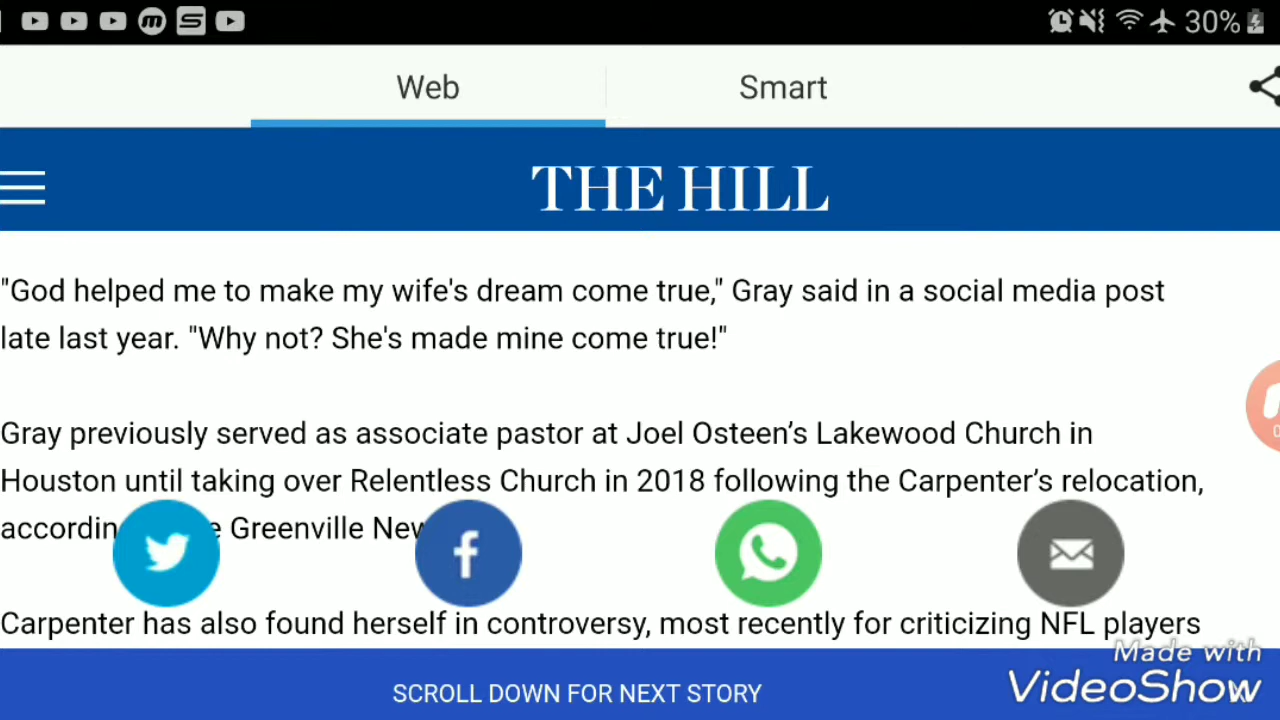 30%
Web
Smart
THE HILL
"God helped me to make my wife's dream come true," Gray said in a social media post
late last year. "Why not? She's made mine come true!"
Gray previously served as associate pastor at Joel Osteen’s Lakewood Church in
Houston until taking over Relentless Church in 2018 following the Carpenter’s relocation,
Greenville
Carpenter has also found herself in controversy, most recently for criticizing NFL players
SCROLL DOWN FOR NEXT STORY
Made with
VideoShow